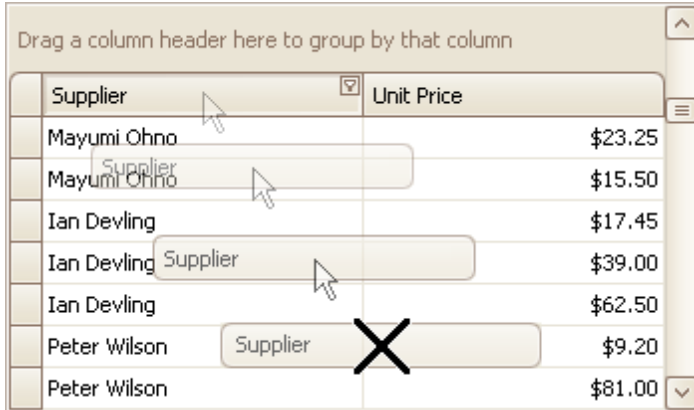 Drag a column header here to group by that column
Supplier Unit Price
Mayumi Ohno $23.25
Supplier
Mayumi Ohno $15.50
Ian Devling $17.45
Ian Devling Supplier $39.00
Ian Devling $62.50
Peter Wilson Supplier $9.20
Peter Wilson $81.00